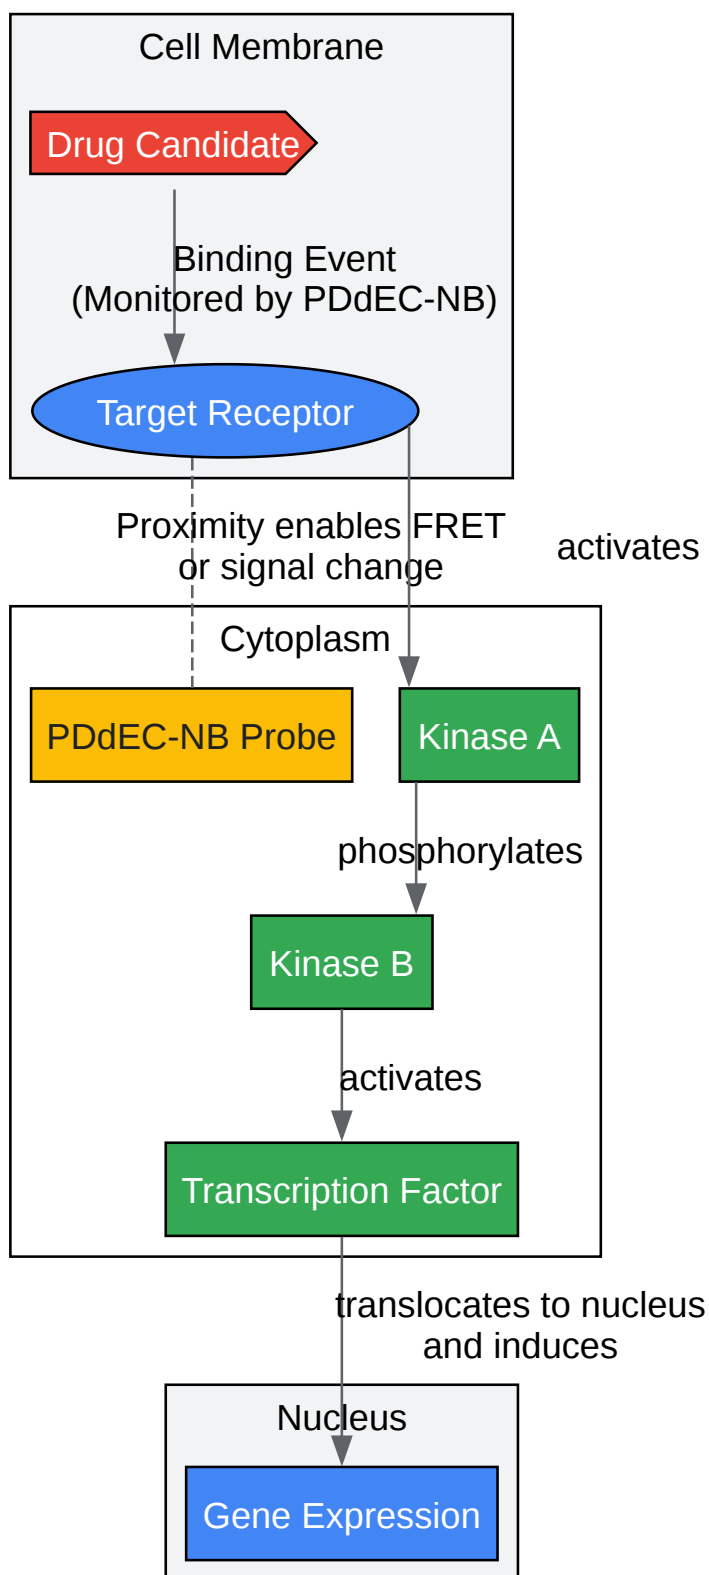 Cell Membrane
Drug Candidate
Binding Event
(Monitored by PDdEC-NB)
Target Receptor
Proximity enables FRET
or signal change
activates
Cytoplasm
PDdEC-NB Probe
Kinase A
phosphorylates
Kinase B
activates
Transcription Factor
translocates to nucleus
and induces
Nucleus
Gene Expression